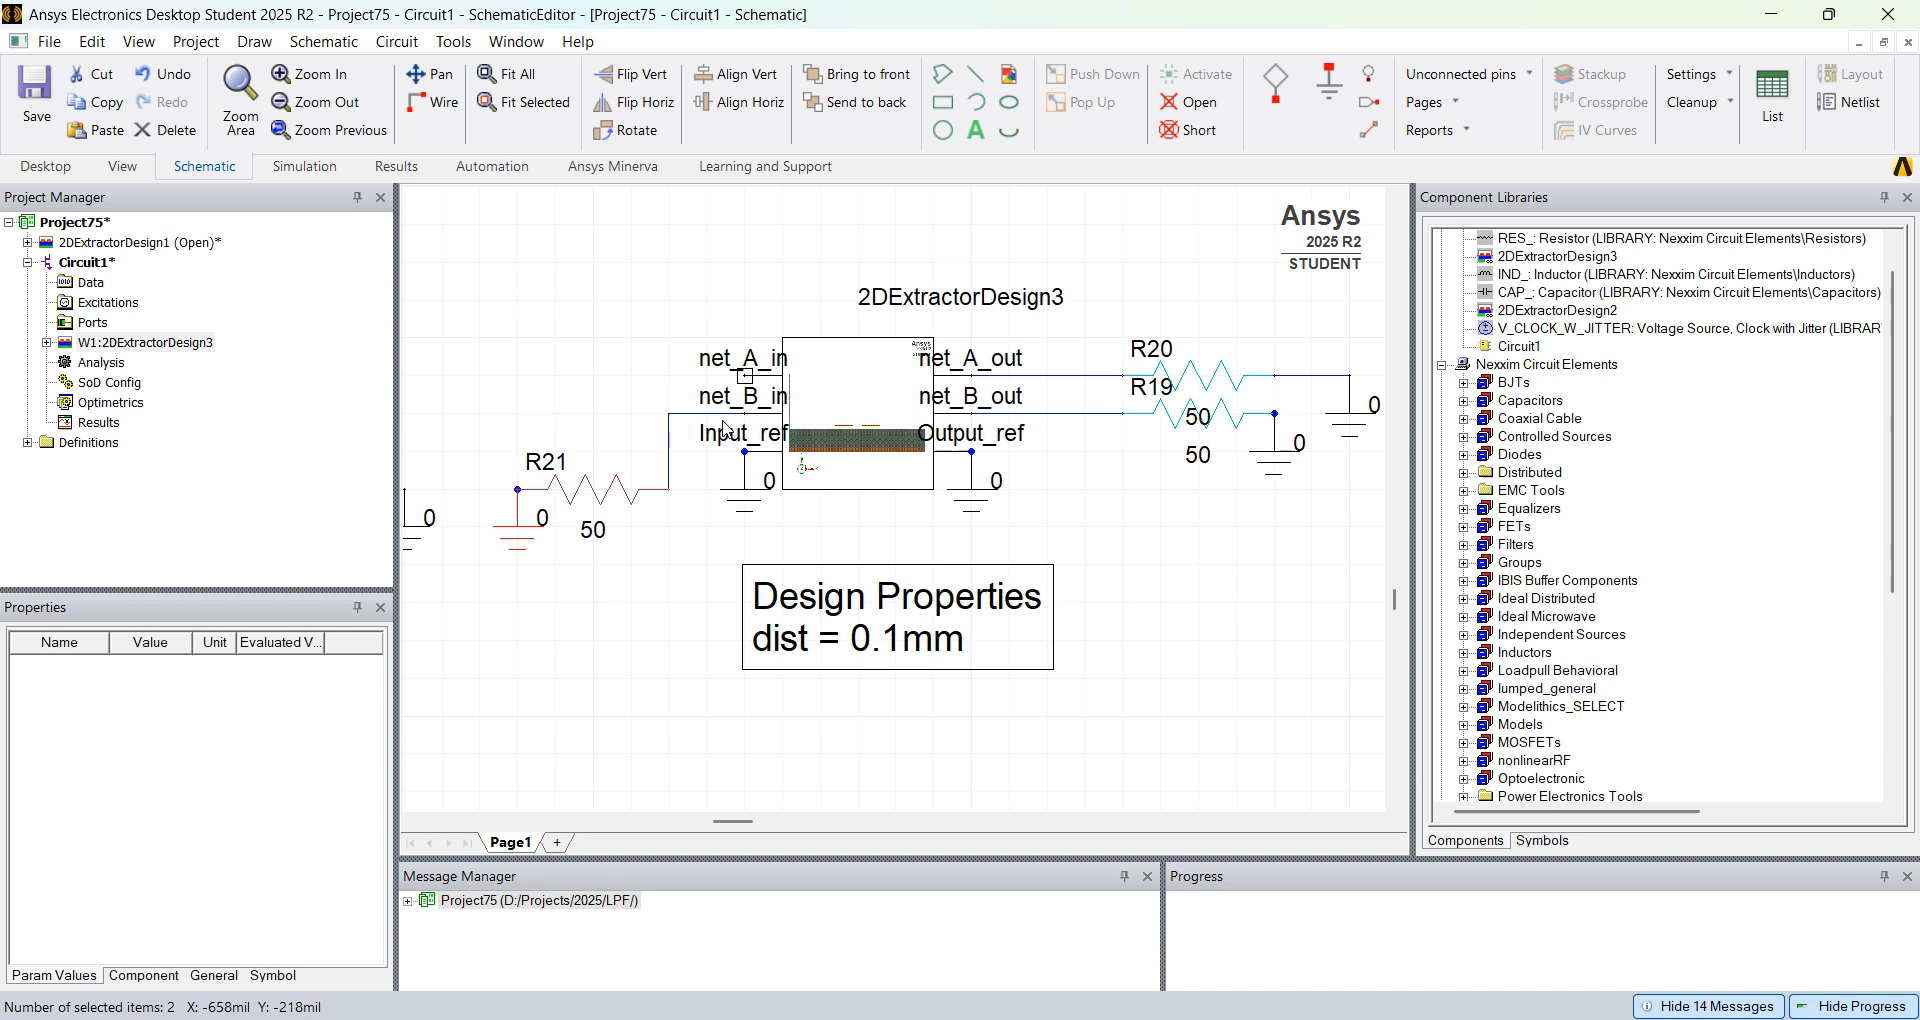 Ansys Electronics Desktop Student 2025 R2 - Project75 - Circuit1 - SchematicEditor - [Project75 - Circuit1 - Schematic]
File Edit View Project Draw Schematic Circuit Tools Window Help
Save
Cut
Copy
Paste
Undo
Redo
Delete
Zoom Area
Zoom In
Zoom Out
Zoom Previous
Pan
Wire
Fit All
Fit Selected
Flip Vert
Flip Horiz
Rotate
Align Vert
Align Horiz
Bring to front
Send to back
Push Down
Pop Up
Activate
Open
Short
Unconnected pins
Pages
Reports
Stackup
Crossprobe
IV Curves
Settings
Cleanup
List
Layout
Netlist
Desktop View Schematic Simulation Results Automation Ansys Minerva Learning and Support
Project Manager
Project75*
2DExtractorDesign1 (Open)*
Circuit1*
Data
Excitations
Ports
W1:2DExtractorDesign3
Analysis
SoD Config
Optimetrics
Results
Definitions
Properties
Name Value Unit Evaluated V...
Param Values Component General Symbol
Ansys
2025 R2
STUDENT
2DExtractorDesign3
net_A_in
net_B_in
Input_ref
Ansys
net_A_out
net_B_out
Output_ref
R20
R19
50
50
0
0
R21
50
0
0
0
0
Design Properties
dist = 0.1mm
Page1 +
Component Libraries
RES_: Resistor (LIBRARY: Nexxim Circuit Elements\Resistors)
2DExtractorDesign3
IND_: Inductor (LIBRARY: Nexxim Circuit Elements\Inductors)
CAP_: Capacitor (LIBRARY: Nexxim Circuit Elements\Capacitors)
2DExtractorDesign2
V_CLOCK_W_JITTER: Voltage Source, Clock with Jitter (LIBRAR
Circuit1
Nexxim Circuit Elements
BJTs
Capacitors
Coaxial Cable
Controlled Sources
Diodes
Distributed
EMC Tools
Equalizers
FETs
Filters
Groups
IBIS Buffer Components
Ideal Distributed
Ideal Microwave
Independent Sources
Inductors
Loadpull Behavioral
lumped_general
Modelithics_SELECT
Models
MOSFETs
nonlinearRF
Optoelectronic
Power Electronics Tools
Components Symbols
Message Manager
Project75 (D:/Projects/2025/LPF/)
Progress
Number of selected items: 2 X: -658mil Y: -218mil
Hide 14 Messages
Hide Progress